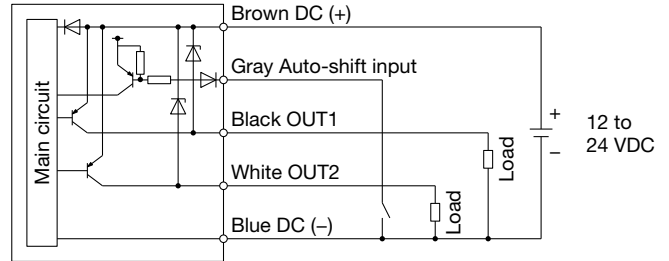 Brown DC (+)
Gray Auto-shift input
Black OUT1
White OUT2
Blue DC (−)
Main circuit
Load
Load
+
−
12 to
24 VDC